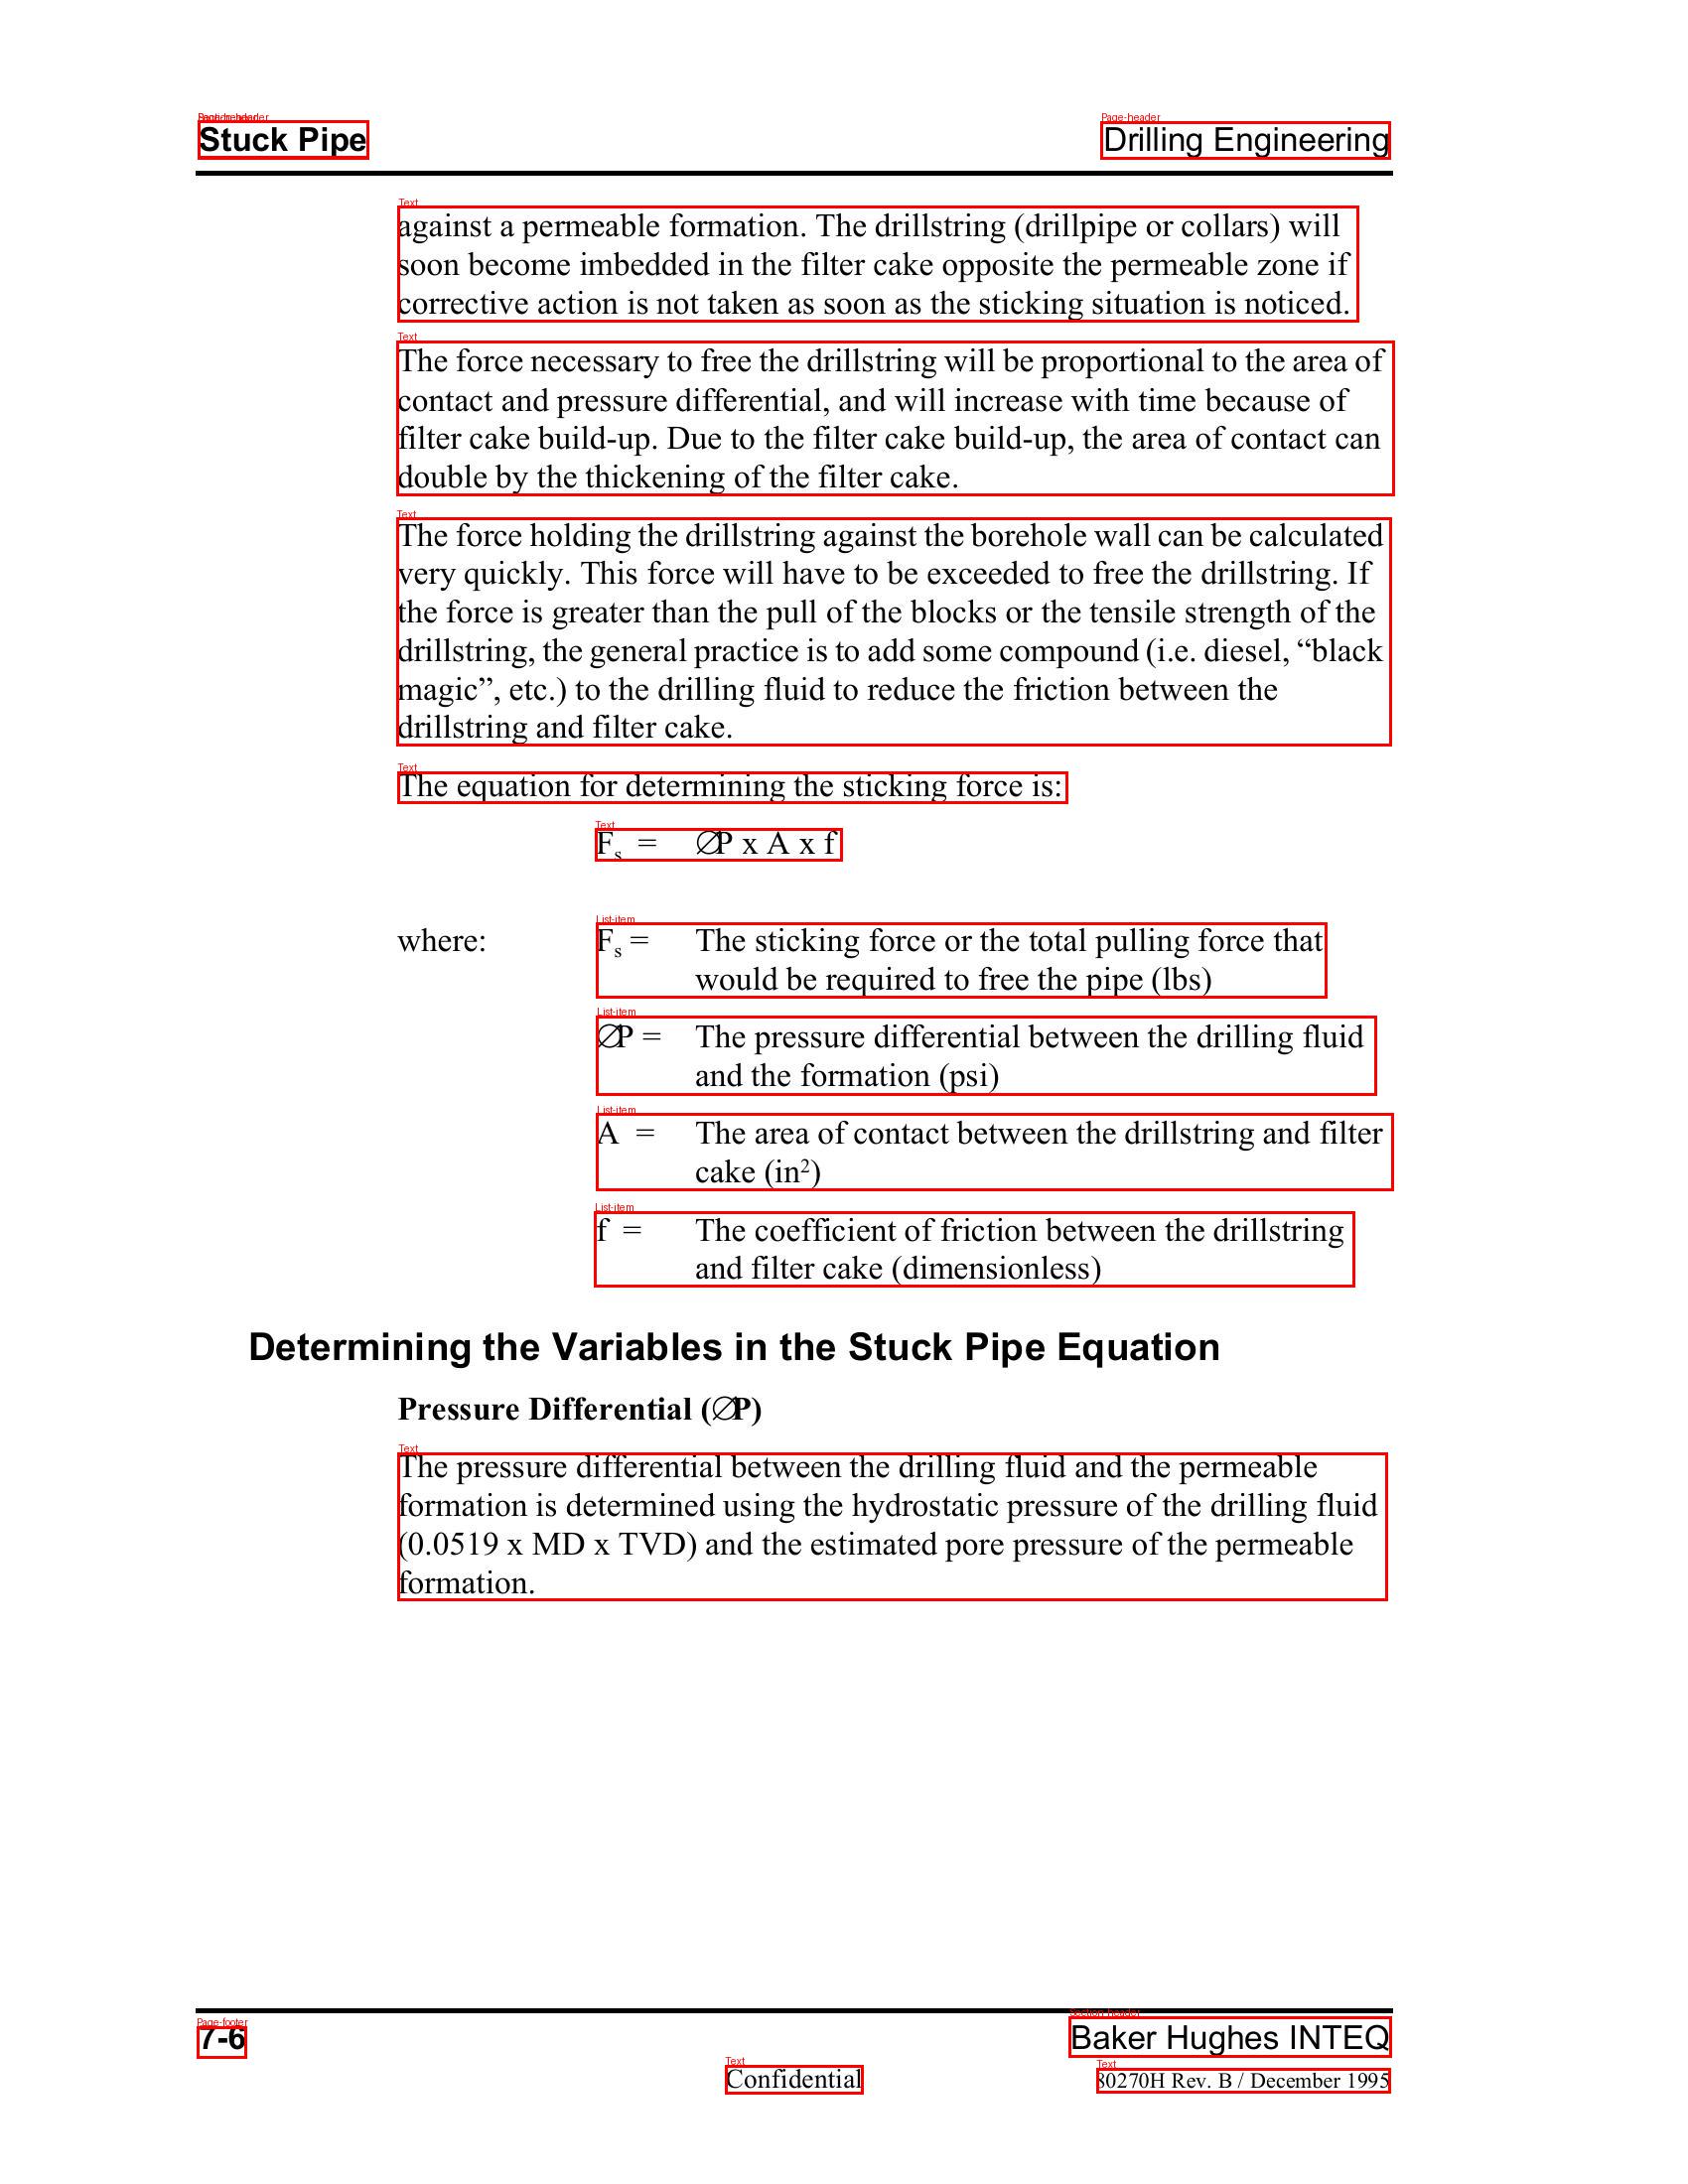 Stuck Pipe
Drilling Engineering
against a permeable formation. The drillstring (drillpipe or collars) will
soon become imbedded in the filter cake opposite the permeable zone if
corrective action is not taken as soon as the sticking situation is noticed.
The force necessary to free the drillstring will be proportional to the area of
contact and pressure differential, and will increase with time because of
filter cake build-up. Due to the filter cake build-up, the area of contact can
double by the thickening of the filter cake.
The force holding the drillstring against the borehole wall can be calculated
very quickly. This force will have to be exceeded to free the drillstring. If
the force is greater than the pull of the blocks or the tensile strength of the
drillstring, the general practice is to add some compound (i.e. diesel, “black
magic”, etc.) to the drilling fluid to reduce the friction between the
drillstring and filter cake.
The equation for determining the sticking force is:
Fₛ = ∅P x A x f
where: Fₛ = The sticking force or the total pulling force that
would be required to free the pipe (lbs)
∅P = The pressure differential between the drilling fluid
and the formation (psi)
A = The area of contact between the drillstring and filter
cake (in²)
f = The coefficient of friction between the drillstring
and filter cake (dimensionless)
Determining the Variables in the Stuck Pipe Equation
Pressure Differential (∅P)
The pressure differential between the drilling fluid and the permeable
formation is determined using the hydrostatic pressure of the drilling fluid
(0.0519 x MD x TVD) and the estimated pore pressure of the permeable
formation.
7-6
Baker Hughes INTEQ
Confidential
80270H Rev. B / December 1995